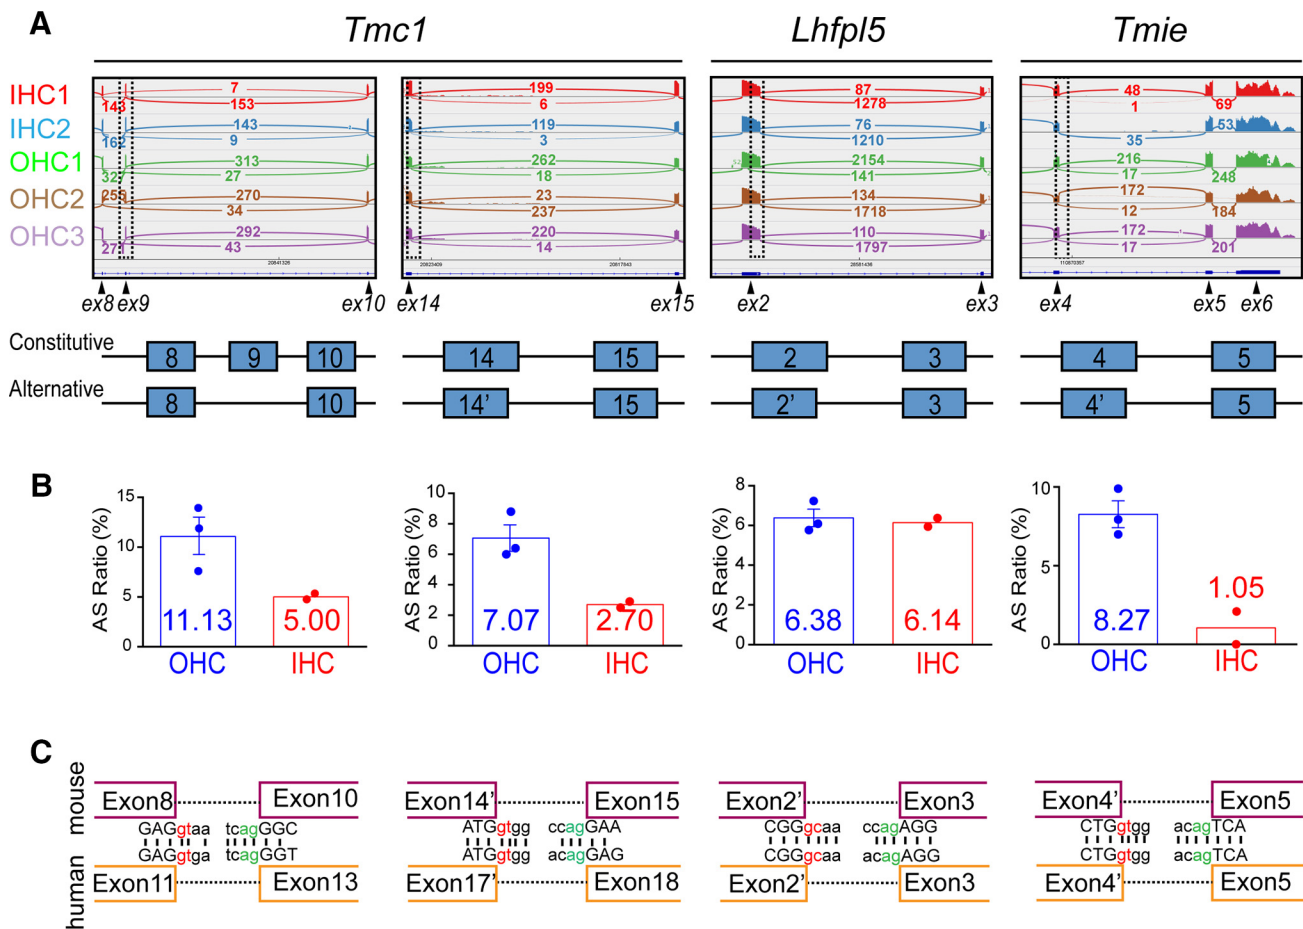 A
Tmc1 Lhfpl5 Tmie
IHC1
IHC2
OHC1
OHC2
OHC3
7
143 153
143
162 9
313
32 27
270
255 34
292
27 43
20841326
199
6
119
3
262
18
23
237
220
14
20823405 20817843
87
1278
76
1210
52 2154
141
134
1718
110
1797
28581436
48
1 69
53
35
216
17 248
172
12 184
172
17 201
110870357
ex8 ex9 ex10 ex14 ex15 ex2 ex3 ex4 ex5 ex6
Constitutive 8 9 10 14 15 2 3 4 5
Alternative 8 10 14' 15 2' 3 4' 5
B
AS Ratio (%)
15
10
5
0
11.13 5.00
OHC IHC
AS Ratio (%)
10
8
6
4
2
0
7.07 2.70
OHC IHC
AS Ratio (%)
8
6
4
2
0
6.38 6.14
OHC IHC
AS Ratio (%)
10
5
0
8.27 1.05
OHC IHC
C
mouse
human
Exon8 Exon10
GAGgtaa tcagGGC
GAGgtga tcagGGT
Exon11 Exon13
Exon14' Exon15
ATGgtgg ccagGAA
ATGgtgg acagGAG
Exon17' Exon18
Exon2' Exon3
CGGgcaa ccagAGG
CGGgcaa acagAGG
Exon2' Exon3
Exon4' Exon5
CTGgtgg acagTCA
CTGgtgg acagTCA
Exon4' Exon5